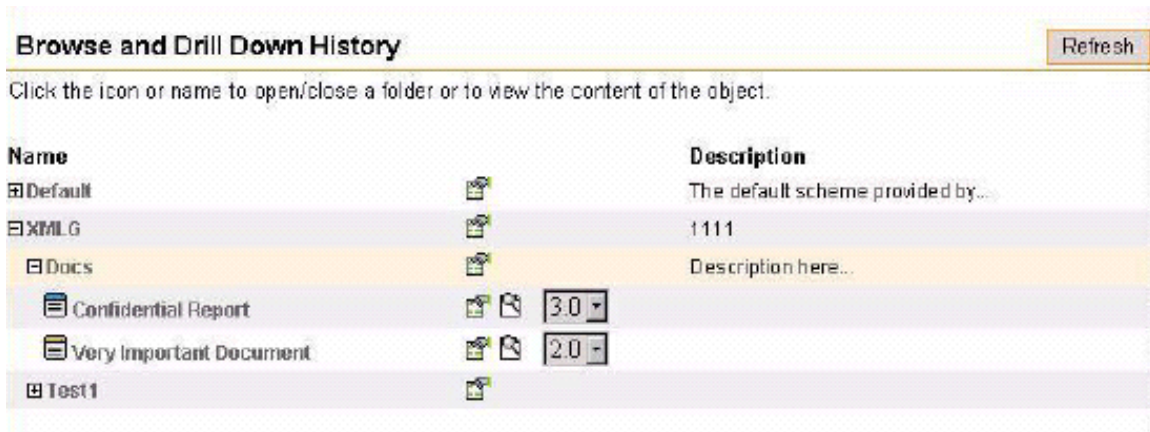 Browse and Drill Down History Refresh
Click the icon or name to open/close a folder or to view the content of the object.
Name Description
Default The default scheme provided by...
XMLG 1111
Docs Description here...
Confidential Report 3.0
Very Important Document 2.0
Test1